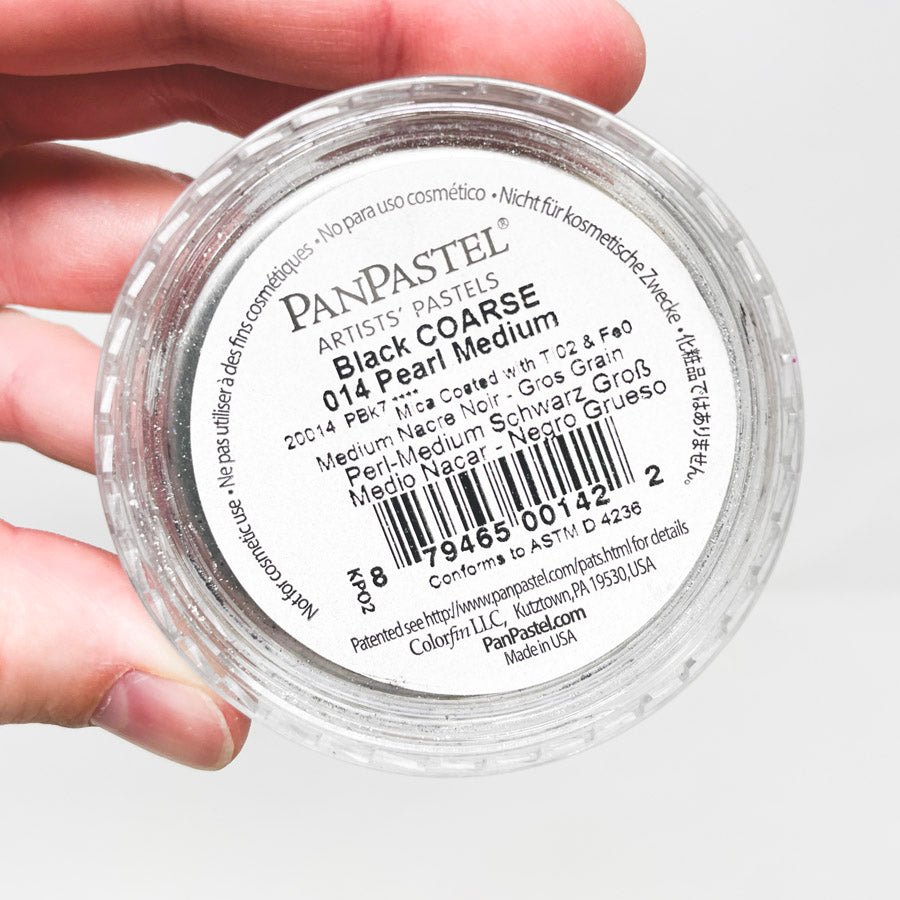 Not for cosmetic use • Ne pas utiliser à des fins cosmétiques • No para uso cosmético • Nicht für kosmetische Zwecke • 化粧品ではありません。
PANPASTEL®
ARTISTS' PASTELS
Black COARSE
014 Pearl Medium
20014 PBk7 **** Mica Coated with TiO2 & FeO
Medium Nacre Noir - Gros Grain
Perl-Medium Schwarz Groß
Medio Nacar - Negro Grueso
8 79465 00142 2
KP02
Conforms to ASTM D 4236
Patented see http://www.panpastel.com/pats.html for details
Colorfin LLC, Kutztown, PA 19530, USA
PanPastel.com
Made in USA